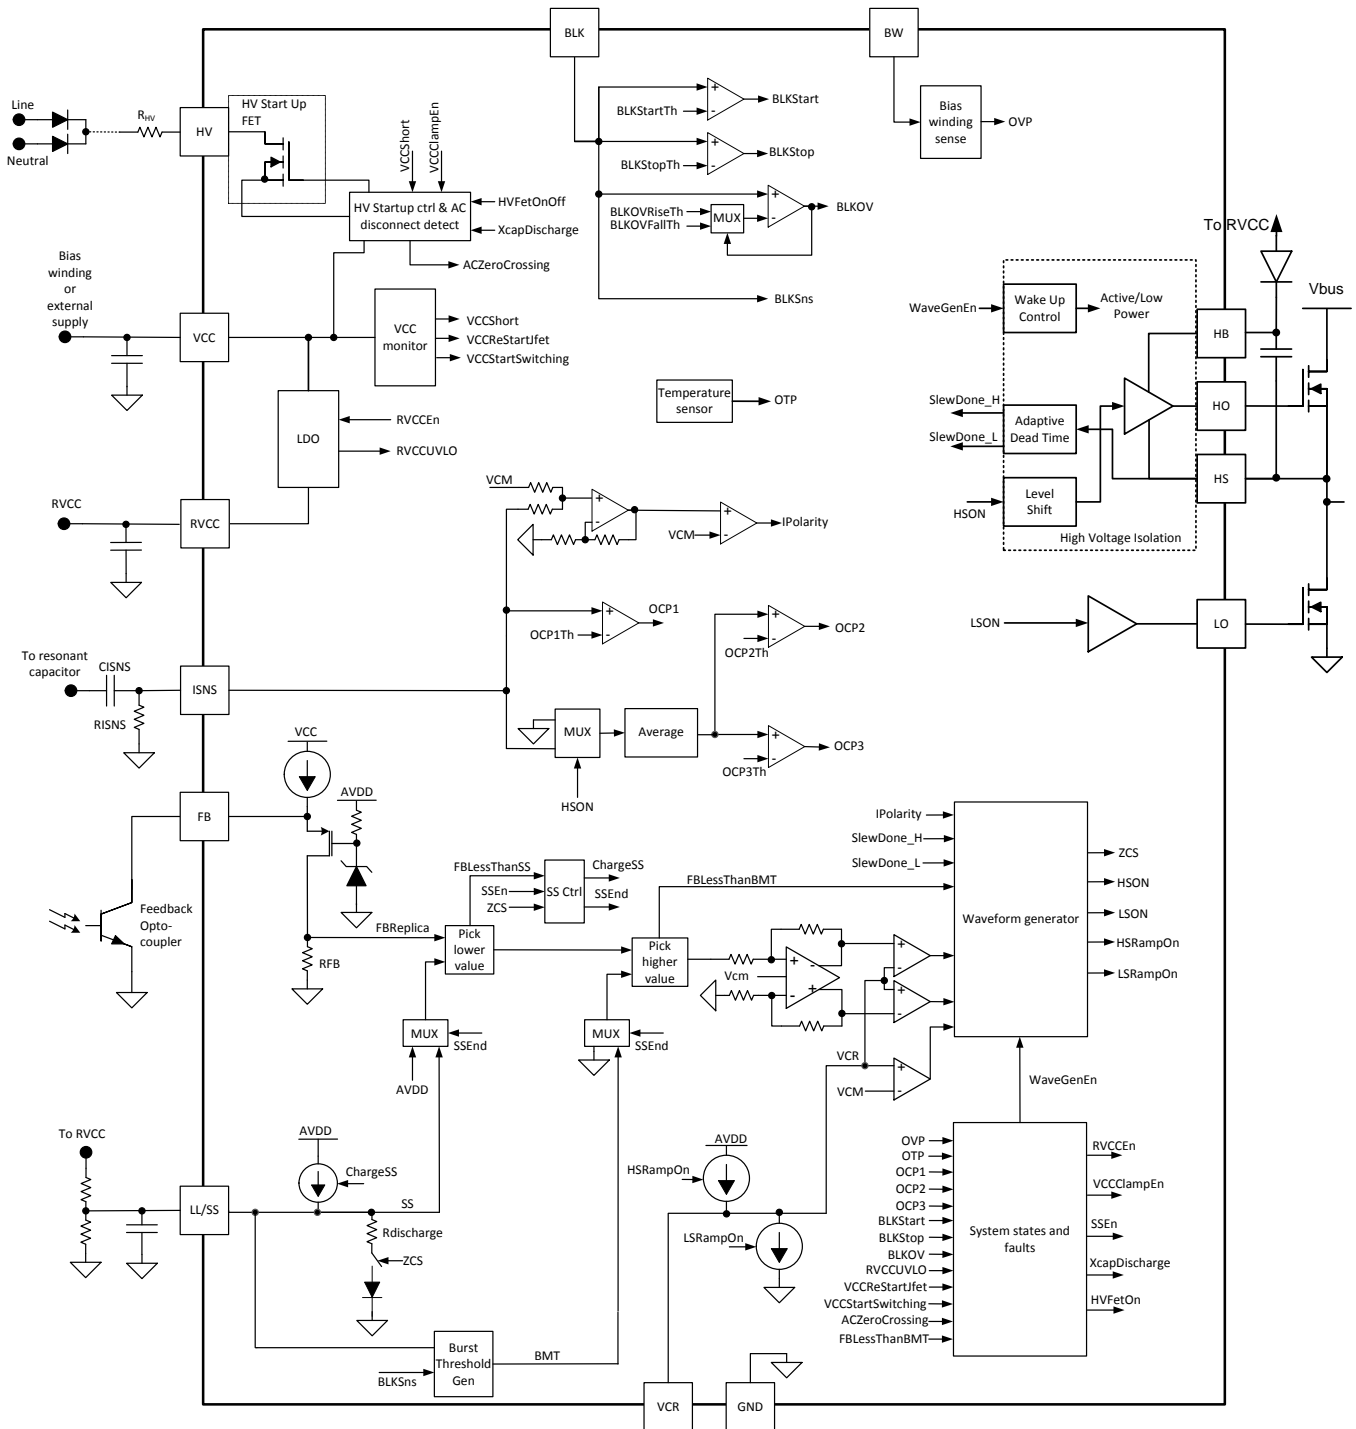 BLK
BW
Line
Neutral
RHV
HV
HV Start Up
FET
VCCShort
VCCClampEn
HV Startup ctrl & AC
disconnect detect
HVFetOnOff
XcapDischarge
ACZeroCrossing
+
-
BLKStartTh
BLKStart
+
-
BLKStopTh
BLKStop
+
-
BLKOVRiseTh
BLKOVFallTh
MUX
BLKOV
BLKSns
Bias
winding
sense
OVP
Bias
winding
or
external
supply
VCC
VCC
monitor
VCCShort
VCCReStartJfet
VCCStartSwitching
LDO
RVCCEn
RVCCUVLO
RVCC
RVCC
Temperature
sensor
OTP
To RVCC
Vbus
WaveGenEn
Wake Up
Control
Active/Low
Power
HB
SlewDone_H
SlewDone_L
Adaptive
Dead Time
HO
HS
HSON
Level
Shift
High Voltage Isolation
LSON
LO
VCM
+
-
+
-
VCM
IPolarity
+
-
OCP1Th
OCP1
+
-
OCP2Th
OCP2
To resonant
capacitor
CISNS
RISNS
ISNS
MUX
Average
HSON
+
-
OCP3Th
OCP3
VCC
AVDD
FB
Feedback
Opto-
coupler
RFB
FBReplica
FBLessThanSS
SSEn
ZCS
SS Ctrl
ChargeSS
SSEnd
Pick
lower
value
FBLessThanBMT
Pick
higher
value
MUX
SSEnd
AVDD
MUX
SSEnd
Vcm
+
-
-
+
+
-
+
-
VCR
+
-
VCM
IPolarity
SlewDone_H
SlewDone_L
Waveform generator
ZCS
HSON
LSON
HSRampOn
LSRampOn
WaveGenEn
To RVCC
LL/SS
AVDD
ChargeSS
SS
Rdischarge
ZCS
Burst
Threshold
Gen
BLKSns
BMT
AVDD
HSRampOn
LSRampOn
OVP
OTP
OCP1
OCP2
OCP3
BLKStart
BLKStop
BLKOV
RVCCUVLO
VCCReStartJfet
VCCStartSwitching
ACZeroCrossing
FBLessThanBMT
System states and
faults
RVCCEn
VCCClampEn
SSEn
XcapDischarge
HVFetOn
VCR
GND